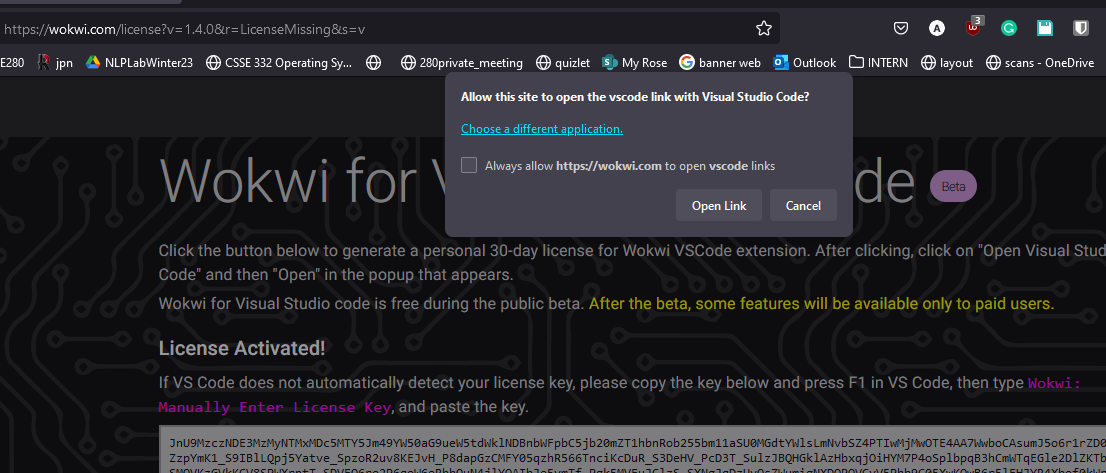 https://wokwi.com/license?v=1.4.0&r=LicenseMissing&s=v
3
E280 jpn NLPLabWinter23 CSSE 332 Operating Sy... 280private_meeting quizlet My Rose banner web Outlook INTERN layout scans - OneDrive
Allow this site to open the vscode link with Visual Studio Code?
Choose a different application.
Always allow https://wokwi.com to open vscode links
Open Link Cancel
Wokwi for V de Beta
Click the button below to generate a personal 30-day license for Wokwi VSCode extension. After clicking, click on "Open Visual Stud
Code" and then "Open" in the popup that appears.
Wokwi for Visual Studio code is free during the public beta. After the beta, some features will be available only to paid users.
License Activated!
If VS Code does not automatically detect your license key, please copy the key below and press F1 in VS Code, then type Wokwi:
Manually Enter License Key, and paste the key.